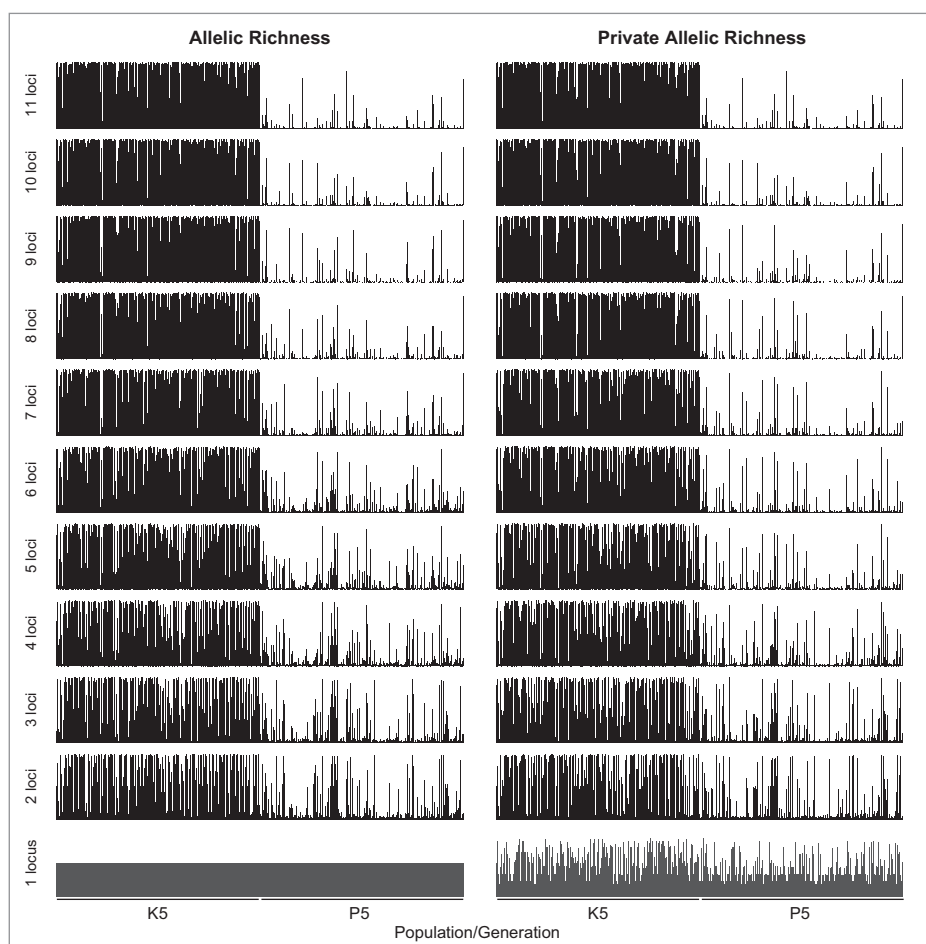 Allelic Richness
Private Allelic Richness
11 loci
10 loci
9 loci
8 loci
7 loci
6 loci
5 loci
4 loci
3 loci
2 loci
1 locus
K5
P5
K5
P5
Population/Generation